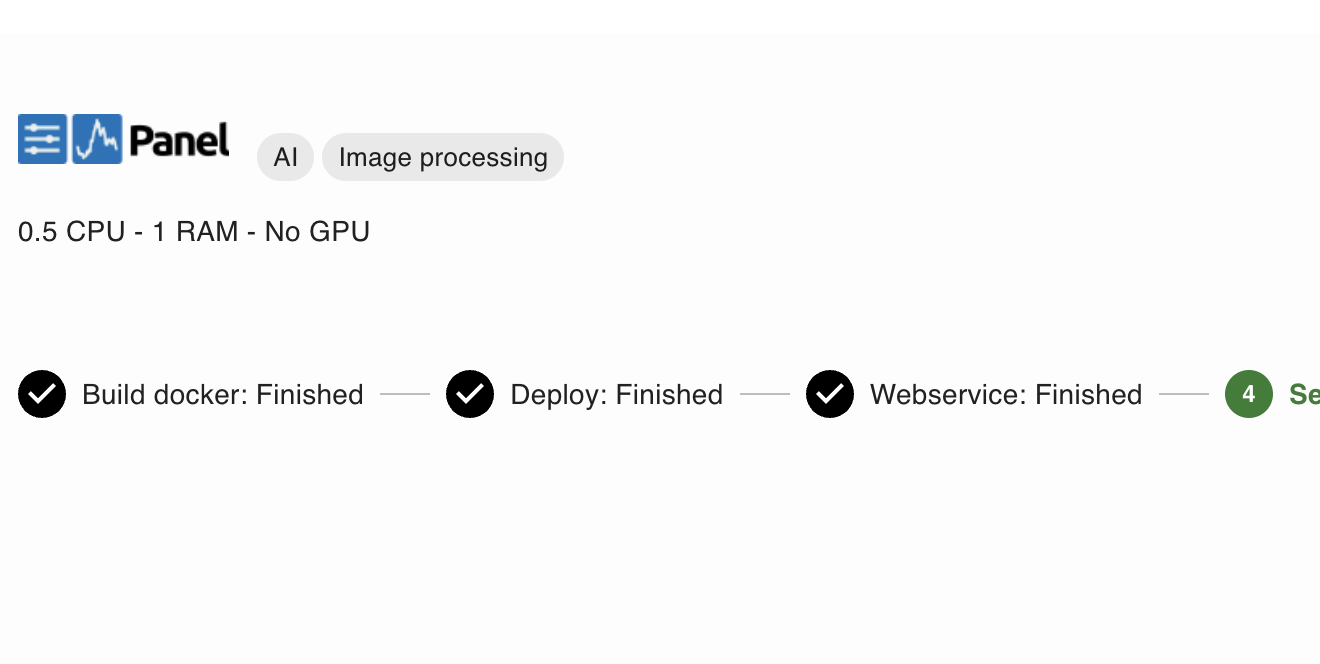 Panel AI Image processing
0.5 CPU - 1 RAM - No GPU
Build docker: Finished Deploy: Finished Webservice: Finished 4 Se